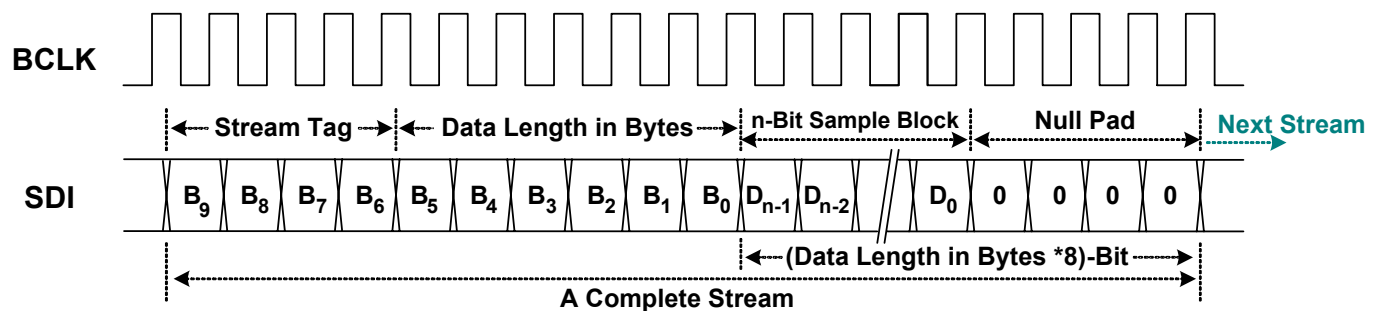 BCLK
Stream Tag Data Length in Bytes n-Bit Sample Block Null Pad Next Stream
SDI B9 B8 B7 B6 B5 B4 B3 B2 B1 B0 Dn-1 Dn-2 D0 0 0 0 0
(Data Length in Bytes *8)-Bit
A Complete Stream